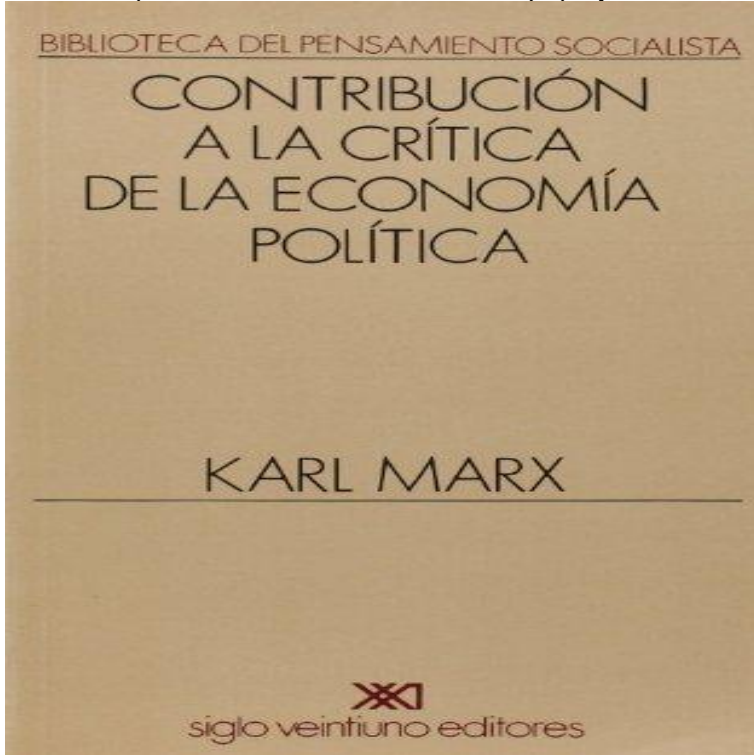 BIBLIOTECA DEL PENSAMIENTO SOCIALISTA
CONTRIBUCIÓN
A LA CRÍTICA
DE LA ECONOMÍA
POLÍTICA
KARL MARX
siglo veintiuno editores